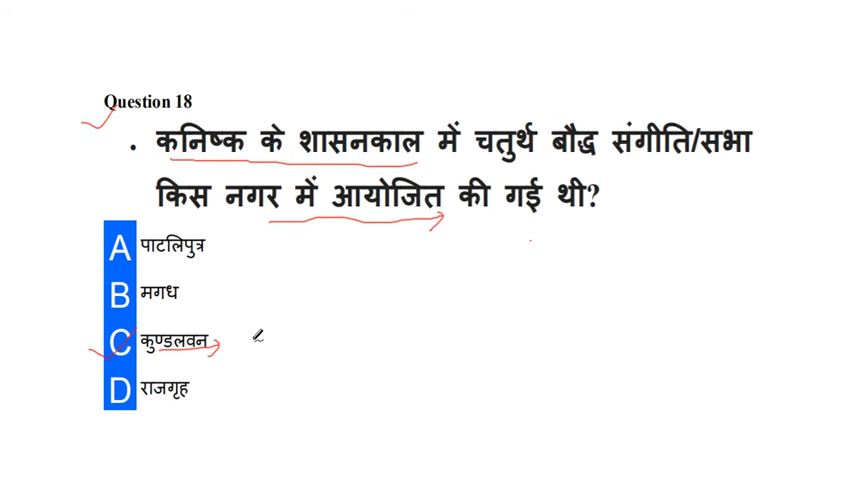 Question 18
• कनिष्क के शासनकाल में चतुर्थ बौद्ध संगीति/सभा
किस नगर में आयोजित की गई थी?
A पाटलिपुत्र
B मगध
C कुण्डलवन
D राजगृह